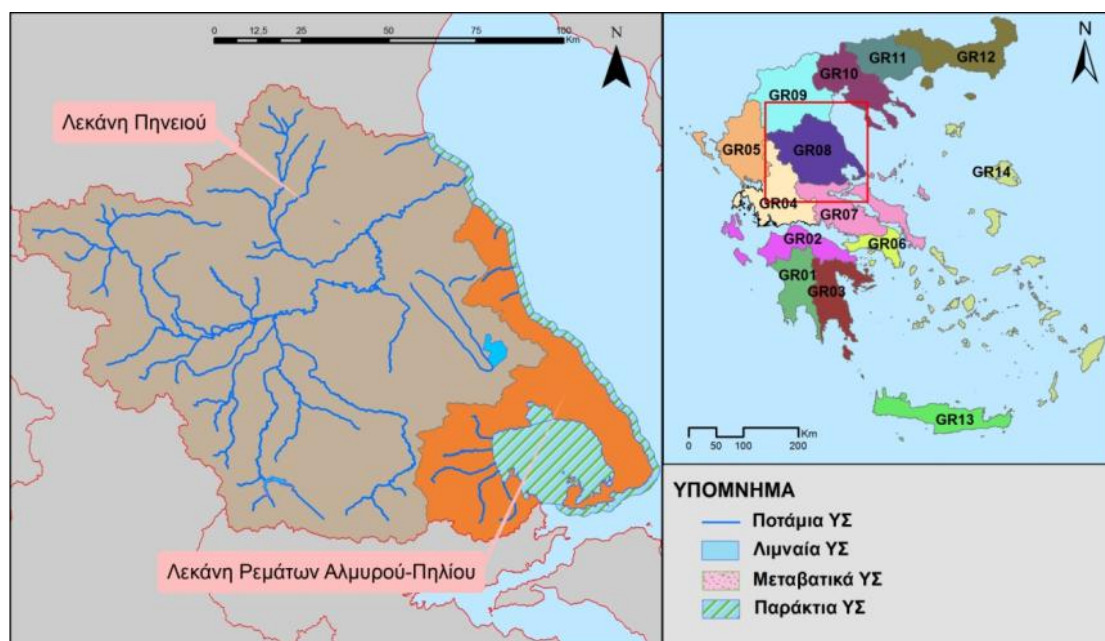 0 12,5 25 50 75 100
Km
N
Λεκάνη Πηνειού
Λεκάνη Ρεμάτων Αλμυρού-Πηλίου
N
GR12
GR11
GR10
GR09
GR05
GR08
GR14
GR04
GR07
GR02
GR06
GR01
GR03
GR13
0 50 100 200
Km
ΥΠΟΜΝΗΜΑ
Ποτάμια ΥΣ
Λιμναία ΥΣ
Μεταβατικά ΥΣ
Παράκτια ΥΣ